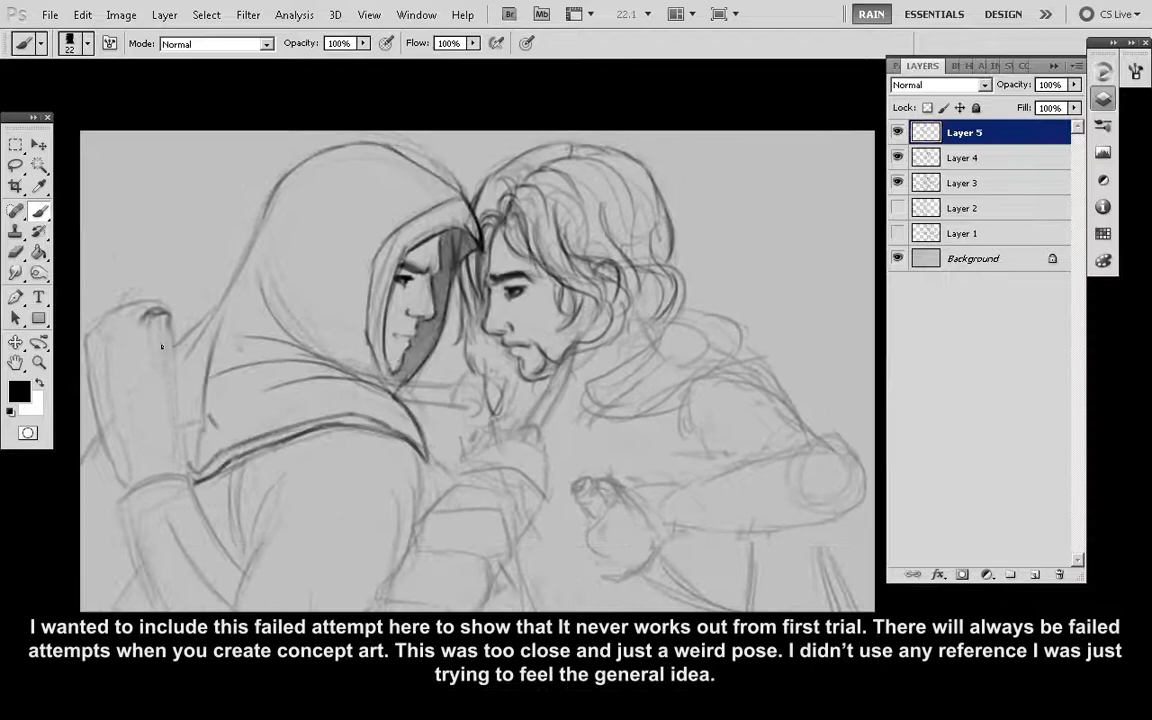 Ps File Edit Image Layer Select Filter Analysis 3D View Window Help Br Mb 22.1 RAIN ESSENTIALS DESIGN CS Live
22 Mode: Normal Opacity: 100% Flow: 100%
LAYERS
Normal Opacity: 100%
Lock: Fill: 100%
Layer 5
Layer 4
Layer 3
Layer 2
Layer 1
Background
I wanted to include this failed attempt here to show that It never works out from first trial. There will always be failed
attempts when you create concept art. This was too close and just a weird pose. I didn't use any reference I was just
trying to feel the general idea.